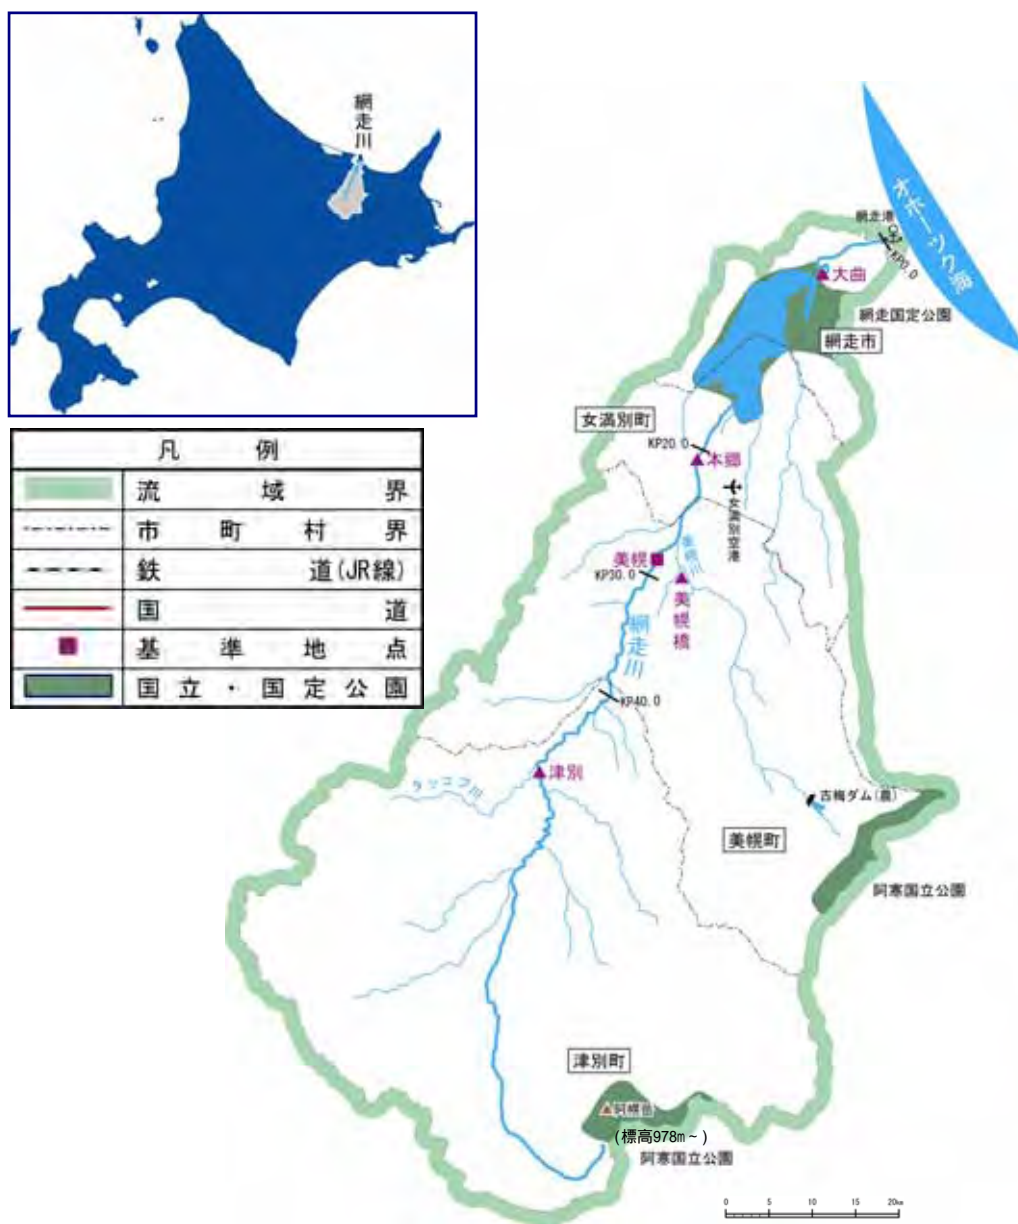 網走川
凡例
流域界
市町村界
鉄道(JR線)
国道
基準地点
国立・国定公園
オホーツク海
網走港
KP0.0
大曲
網走国定公園
網走市
女満別町
KP20.0
本郷
女満別空港
美幌
KP30.0
美幌川
美幌橋
網走川
KP40.0
津別
古梅ダム(農)
美幌町
阿寒国立公園
津別町
阿幌岳
(標高978m~)
阿寒国立公園
0 5 10 15 20km